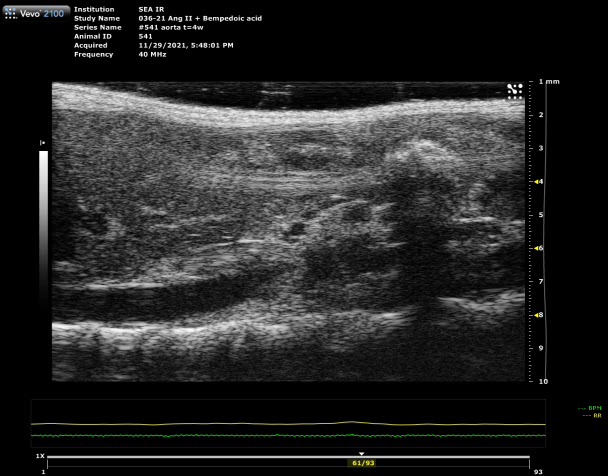 Vevo 2100
Institution SEA IR
Study Name 036-21 Ang II + Bempedoic acid
Series Name #541 aorta t=4w
Animal ID 541
Acquired 11/29/2021, 5:48:01 PM
Frequency 40 MHz
1 mm
2
3
4
5
6
7
8
9
10
BPM
RR
1X
61/93
1
93